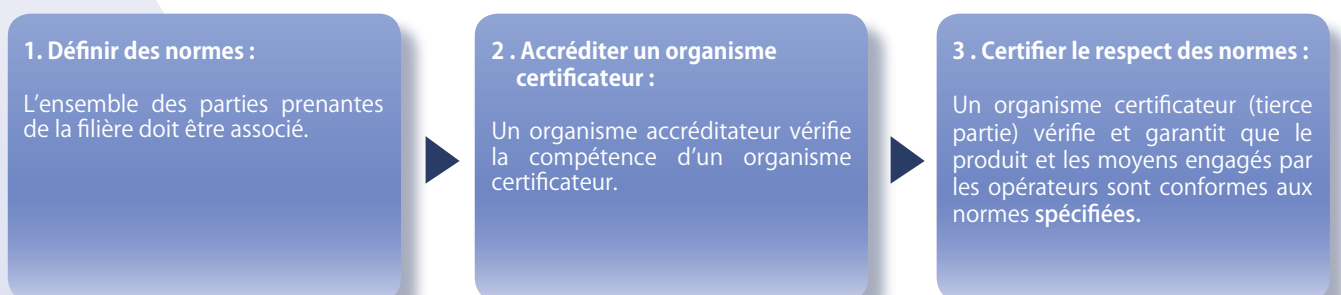 1. Définir des normes :
L’ensemble des parties prenantes
de la filière doit être associé.
2 . Accréditer un organisme
certificateur :
Un organisme accréditateur vérifie
la compétence d’un organisme
certificateur.
3 . Certifier le respect des normes :
Un organisme certificateur (tierce
partie) vérifie et garantit que le
produit et les moyens engagés par
les opérateurs sont conformes aux
normes spécifiées.